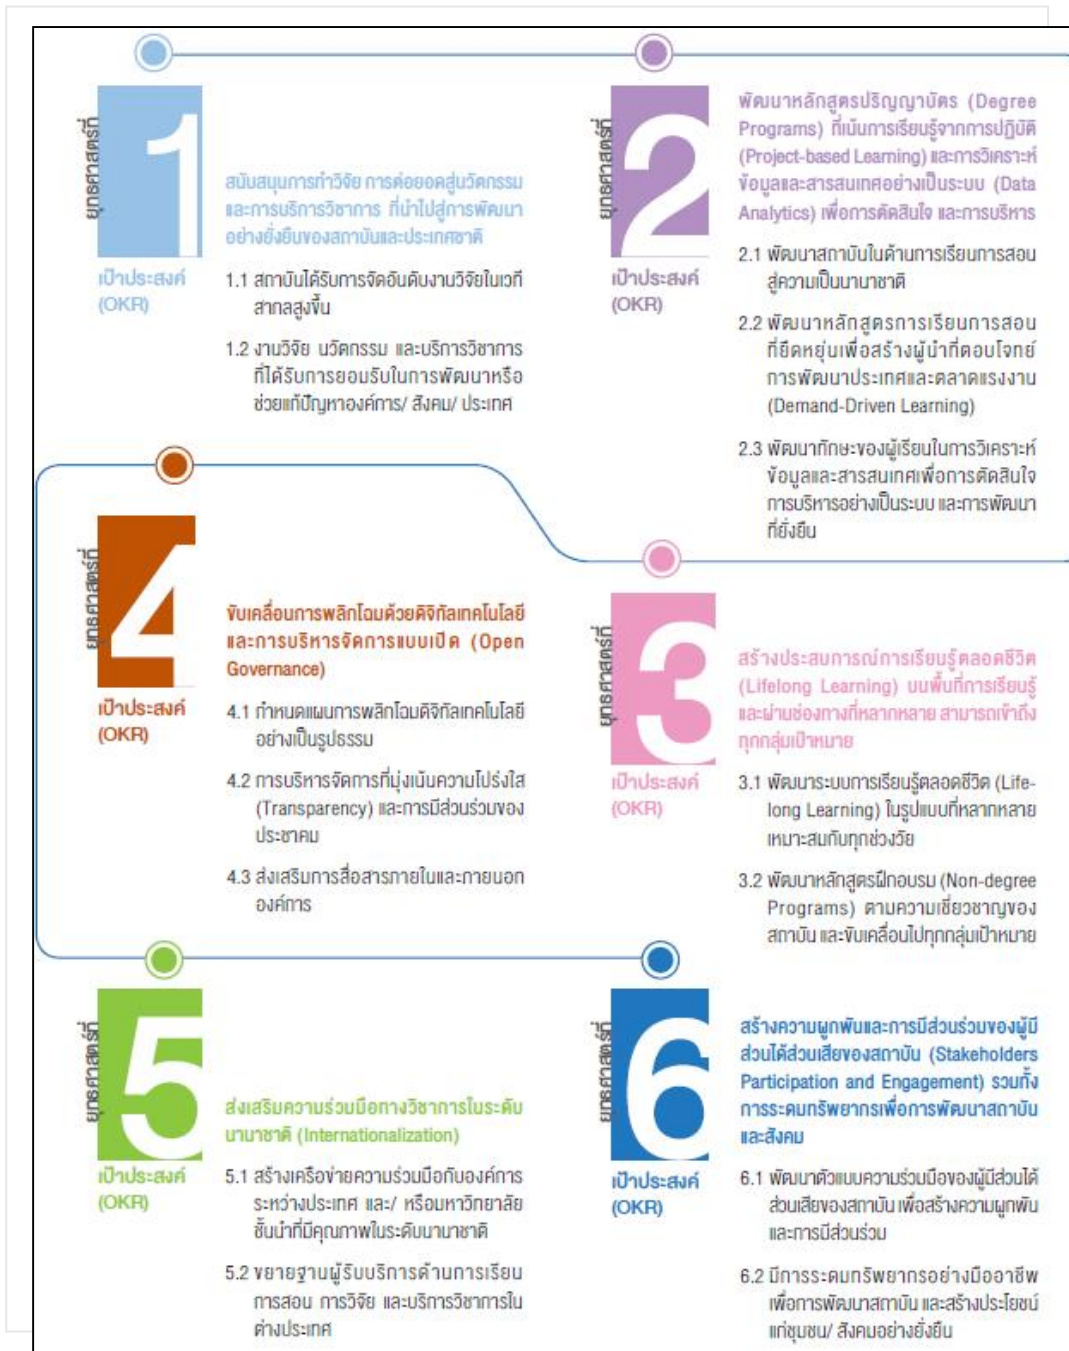 ยุทธศาสตร์ที่
1
สนับสนุนการทำวิจัย การต่อยอดสู่นวัตกรรม
และการบริการวิชาการ ที่นำไปสู่การพัฒนา
อย่างยั่งยืนของสถาบันและประเทศชาติ
เป้าประสงค์
(OKR)
1.1 สถาบันได้รับการจัดอันดับงานวิจัยในเวที
สากลสูงขึ้น
1.2 งานวิจัย นวัตกรรม และบริการวิชาการ
ที่ได้รับการยอมรับในการพัฒนาหรือ
ช่วยแก้ปัญหาองค์การ/ สังคม/ ประเทศ
ยุทธศาสตร์ที่
2
พัฒนาหลักสูตรปริญญาบัตร (Degree
Programs) ที่เน้นการเรียนรู้จากการปฏิบัติ
(Project-based Learning) และการวิเคราะห์
ข้อมูลและสารสนเทศอย่างเป็นระบบ (Data
Analytics) เพื่อการตัดสินใจ และการบริหาร
เป้าประสงค์
(OKR)
2.1 พัฒนาสถาบันในด้านการเรียนการสอน
สู่ความเป็นนานาชาติ
2.2 พัฒนาหลักสูตรการเรียนการสอน
ที่ยืดหยุ่นเพื่อสร้างผู้นำที่ตอบโจทย์
การพัฒนาประเทศและตลาดแรงงาน
(Demand-Driven Learning)
2.3 พัฒนาทักษะของผู้เรียนในการวิเคราะห์
ข้อมูลและสารสนเทศเพื่อการตัดสินใจ
การบริหารอย่างเป็นระบบ และการพัฒนา
ที่ยั่งยืน
ยุทธศาสตร์ที่
3
สร้างประสบการณ์การเรียนรู้ตลอดชีวิต
(Lifelong Learning) บนพื้นที่การเรียนรู้
และผ่านช่องทางที่หลากหลาย สามารถเข้าถึง
ทุกกลุ่มเป้าหมาย
เป้าประสงค์
(OKR)
3.1 พัฒนาระบบการเรียนรู้ตลอดชีวิต (Life-
long Learning) ในรูปแบบที่หลากหลาย
เหมาะสมกับทุกช่วงวัย
3.2 พัฒนาหลักสูตรฝึกอบรม (Non-degree
Programs) ตามความเชี่ยวชาญของ
สถาบัน และขับเคลื่อนไปทุกกลุ่มเป้าหมาย
ยุทธศาสตร์ที่
4
ขับเคลื่อนการพลิกโฉมด้วยดิจิทัลเทคโนโลยี
และการบริหารจัดการแบบเปิด (Open
Governance)
เป้าประสงค์
(OKR)
4.1 กำหนดแผนการพลิกโฉมดิจิทัลเทคโนโลยี
อย่างเป็นรูปธรรม
4.2 การบริหารจัดการที่มุ่งเน้นความโปร่งใส
(Transparency) และการมีส่วนร่วมของ
ประชาคม
4.3 ส่งเสริมการสื่อสารภายในและภายนอก
องค์การ
ยุทธศาสตร์ที่
5
ส่งเสริมความร่วมมือทางวิชาการในระดับ
นานาชาติ (Internationalization)
เป้าประสงค์
(OKR)
5.1 สร้างเครือข่ายความร่วมมือกับองค์การ
ระหว่างประเทศ และ/ หรือมหาวิทยาลัย
ชั้นนำที่มีคุณภาพในระดับนานาชาติ
5.2 ขยายฐานผู้รับบริการด้านการเรียน
การสอน การวิจัย และบริการวิชาการใน
ต่างประเทศ
ยุทธศาสตร์ที่
6
สร้างความผูกพันและการมีส่วนร่วมของผู้มี
ส่วนได้ส่วนเสียของสถาบัน (Stakeholders
Participation and Engagement) รวมทั้ง
การระดมทรัพยากรเพื่อการพัฒนาสถาบัน
และสังคม
เป้าประสงค์
(OKR)
6.1 พัฒนาตัวแบบความร่วมมือของผู้มีส่วนได้
ส่วนเสียของสถาบัน เพื่อสร้างความผูกพัน
และการมีส่วนร่วม
6.2 มีการระดมทรัพยากรอย่างมืออาชีพ
เพื่อการพัฒนาสถาบัน และสร้างประโยชน์
แก่ชุมชน/ สังคมอย่างยั่งยืน